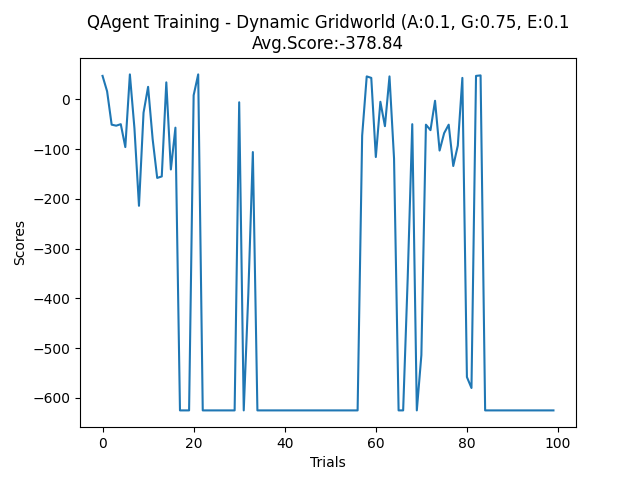 QAgent Training - Dynamic Gridworld (A:0.1, G:0.75, E:0.1
Avg.Score:-378.84
Scores
0
−100
−200
−300
−400
−500
−600
0 20 40 60 80 100
Trials